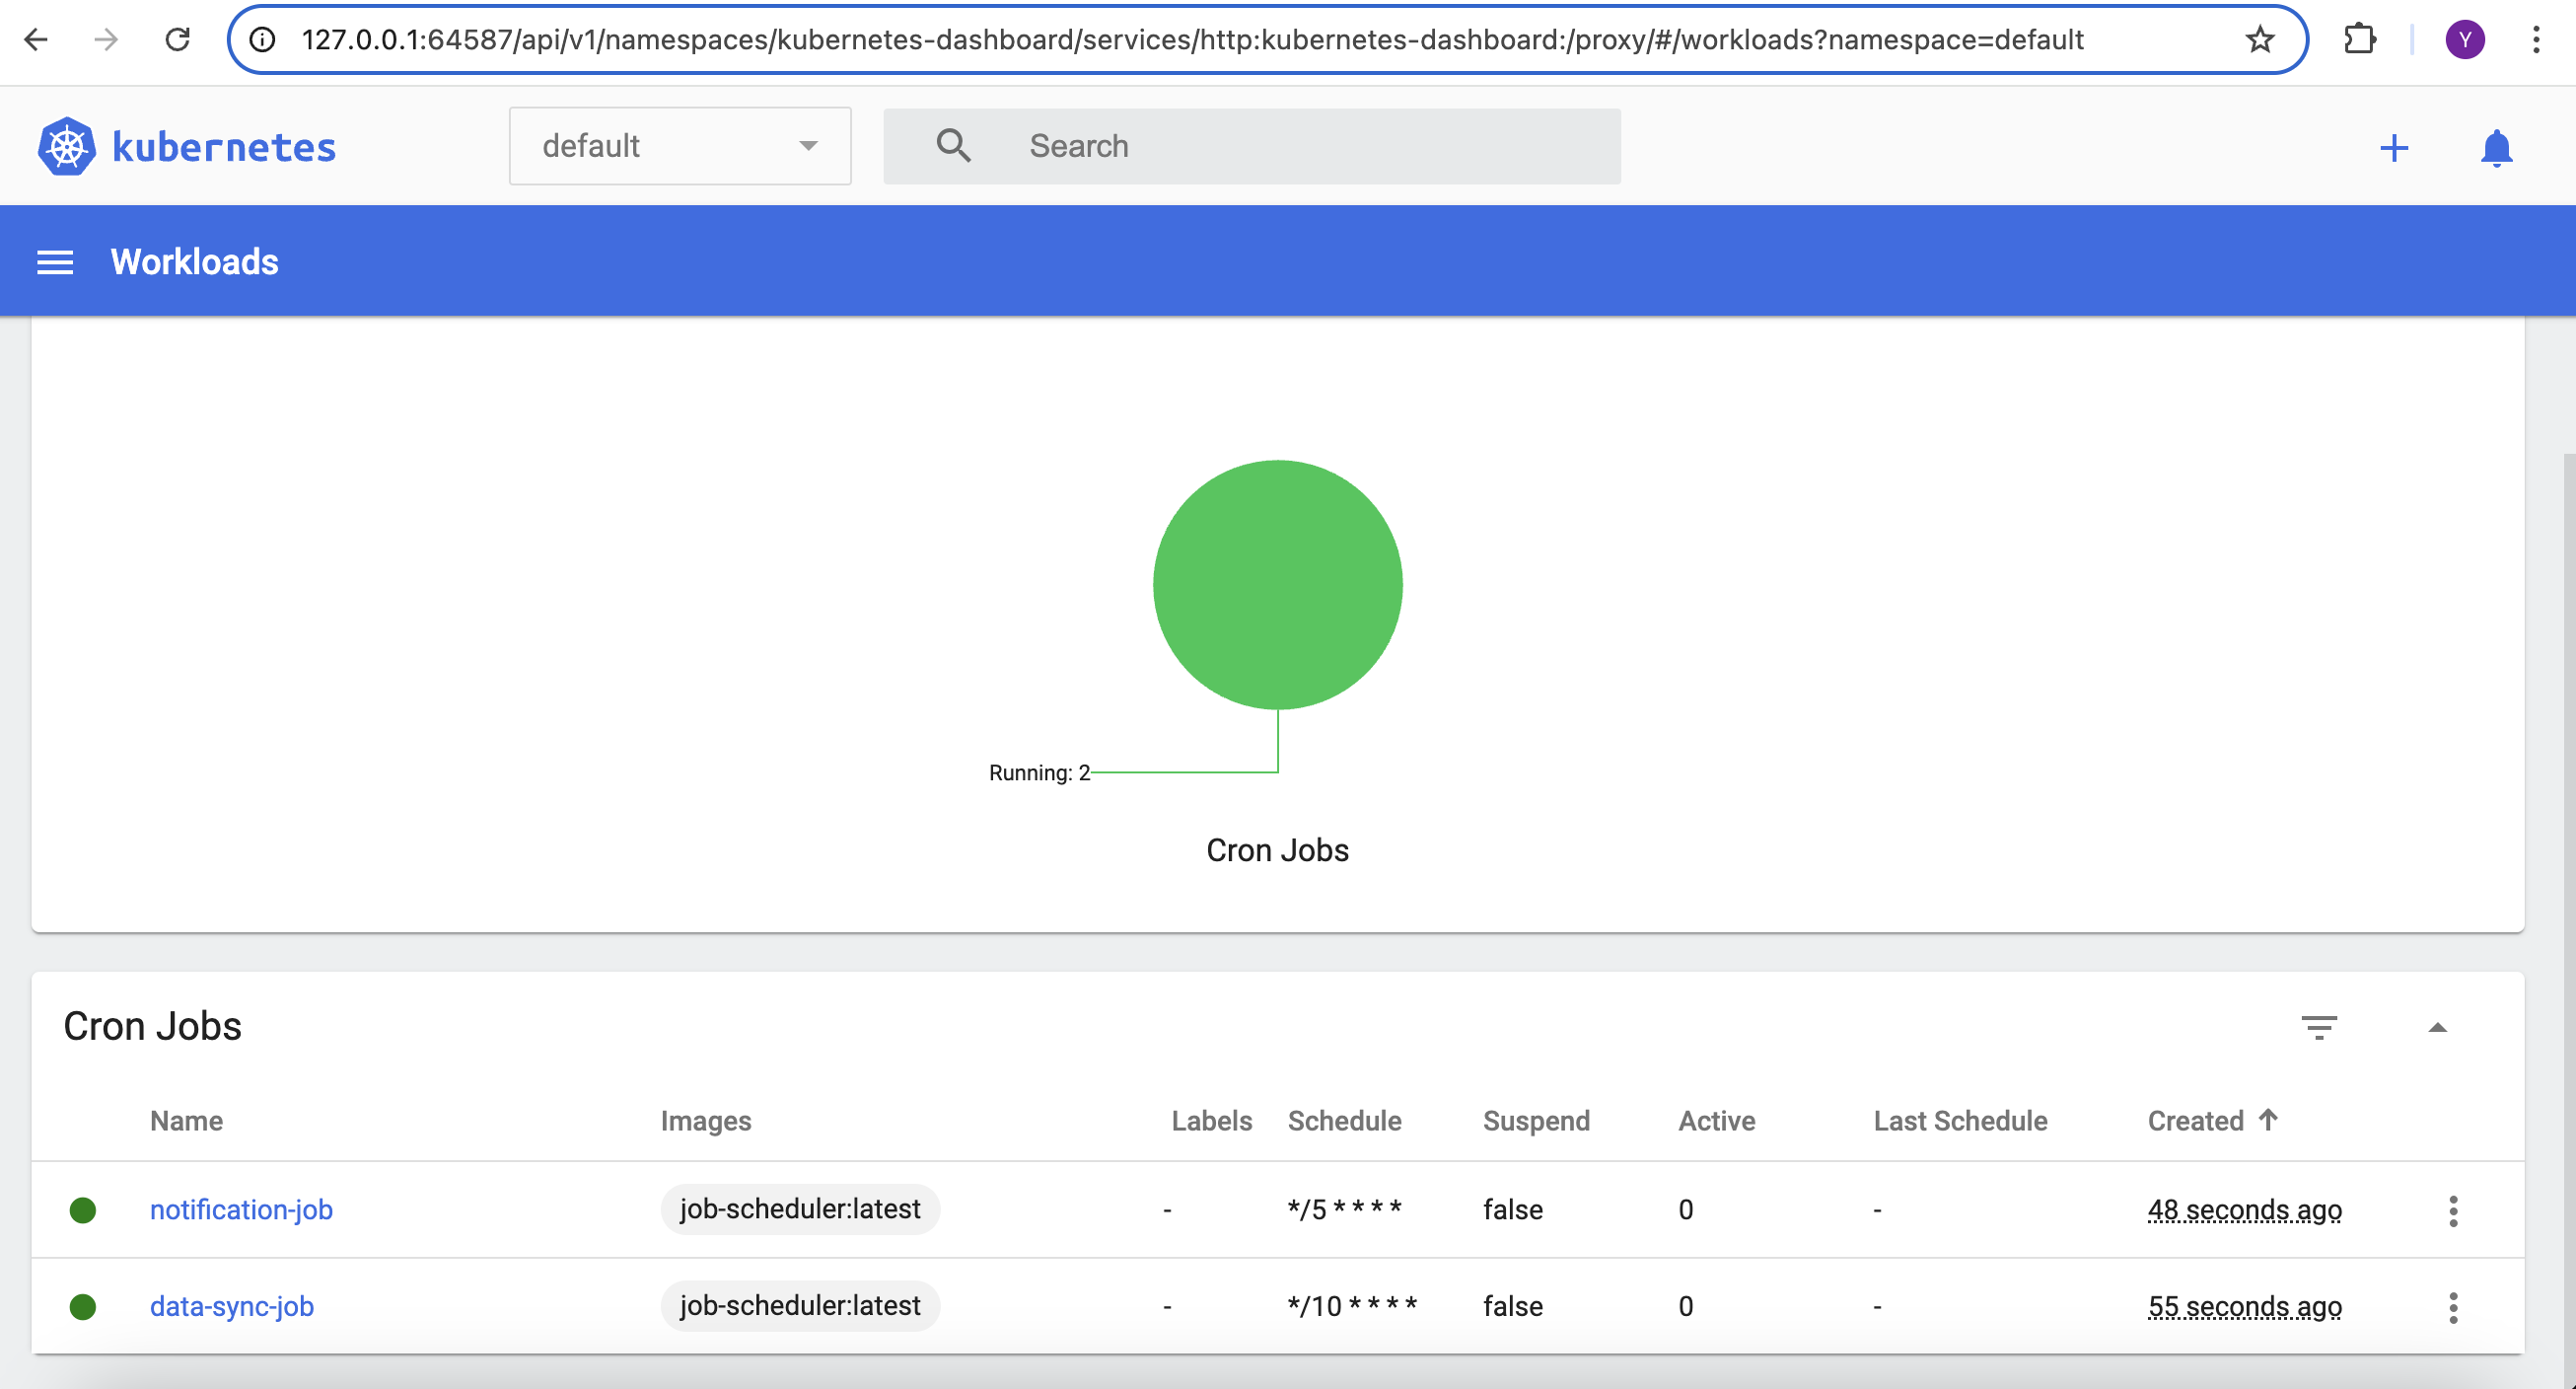 127.0.0.1:64587/api/v1/namespaces/kubernetes-dashboard/services/http:kubernetes-dashboard:/proxy/#/workloads?namespace=default
Y
kubernetes
default
Search
Workloads
Running: 2
Cron Jobs
Cron Jobs
Name Images Labels Schedule Suspend Active Last Schedule Created
notification-job job-scheduler:latest - */5 * * * * false 0 - 48 seconds ago
data-sync-job job-scheduler:latest - */10 * * * * false 0 - 55 seconds ago